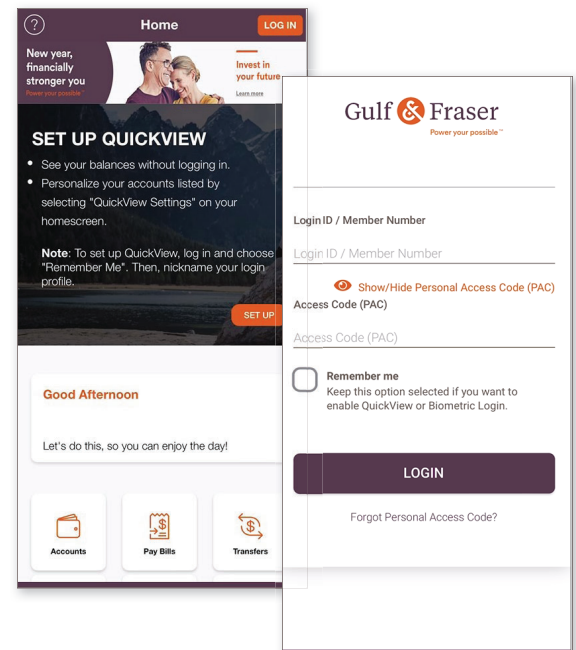 ?
Home
LOG IN
New year,
financially
stronger you
Power your possible™
Invest in
your future
Learn more
SET UP QUICKVIEW
• See your balances without logging in.
• Personalize your accounts listed by
selecting "QuickView Settings" on your
homescreen.
Note: To set up QuickView, log in and choose
"Remember Me". Then, nickname your login
profile.
SET UP
Good Afternoon
Let's do this, so you can enjoy the day!
Accounts
Pay Bills
Transfers
Gulf & Fraser
Power your possible™
Login ID / Member Number
Login ID / Member Number
Show/Hide Personal Access Code (PAC)
Access Code (PAC)
Access Code (PAC)
Remember me
Keep this option selected if you want to
enable QuickView or Biometric Login.
LOGIN
Forgot Personal Access Code?